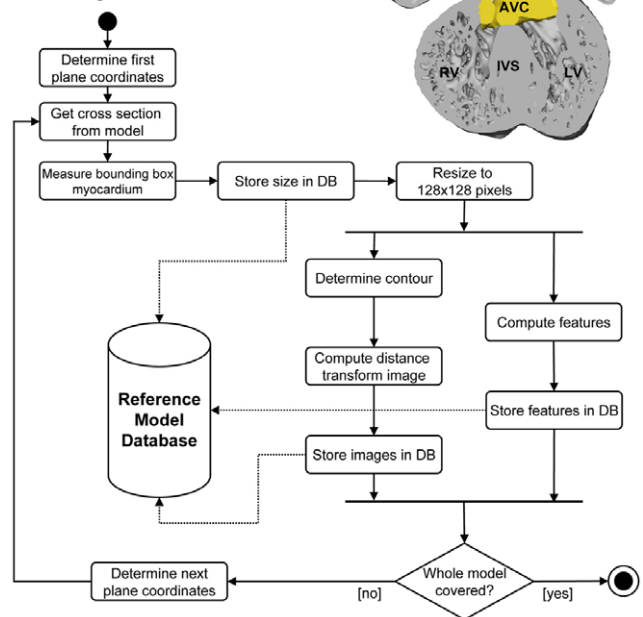 AVC
RV
IVS
LV
Determine first
plane coordinates
Get cross section
from model
Measure bounding box
myocardium
Store size in DB
Resize to
128x128 pixels
Determine contour
Compute features
Compute distance
transform image
Reference
Model
Database
Store features in DB
Store images in DB
Determine next
plane coordinates
[no]
Whole model
covered?
[yes]